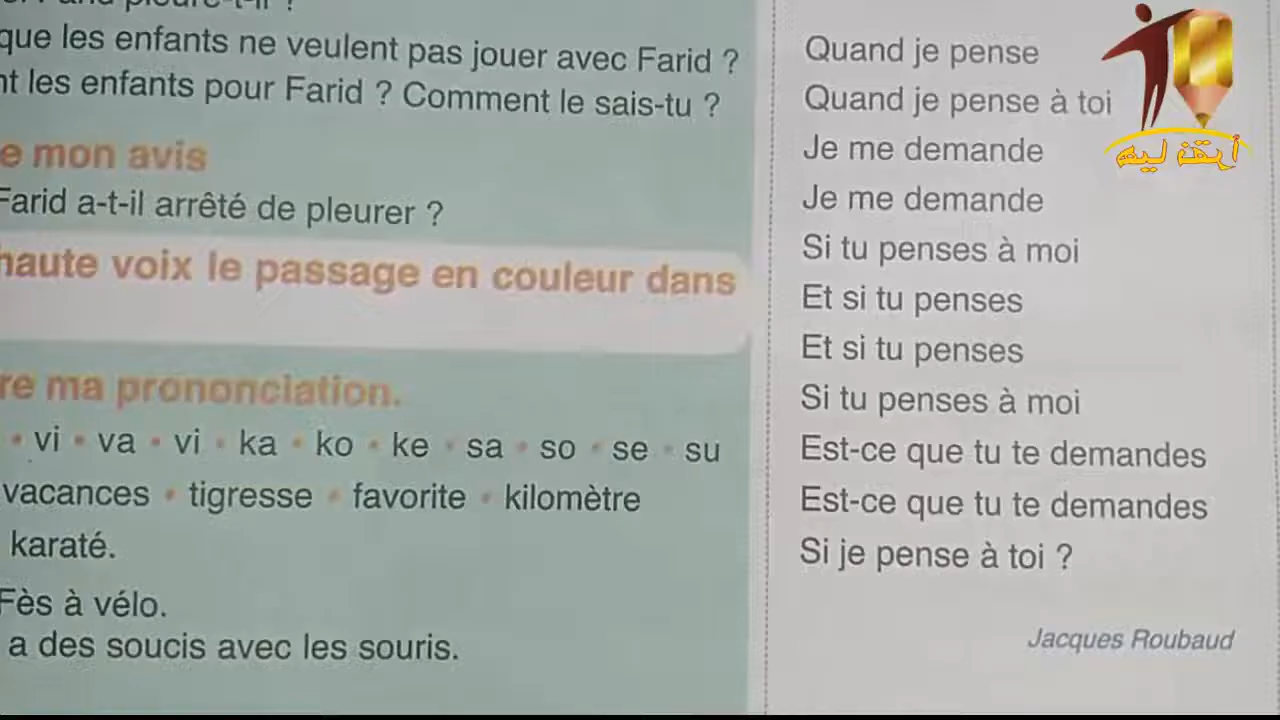 que les enfants ne veulent pas jouer avec Farid ?
les enfants pour Farid ? Comment le sais-tu ?
mon avis
Farid a-t-il arrêté de pleurer ?
haute voix le passage en couleur dans
ma prononciation.
• vi • va • vi • ka • ko • ke • sa • so • se • su
vacances • tigresse • favorite • kilomètre
karaté.
Fès à vélo.
a des soucis avec les souris.
Quand je pense
Quand je pense à toi
Je me demande
Je me demande
Si tu penses à moi
Et si tu penses
Et si tu penses
Si tu penses à moi
Est-ce que tu te demandes
Est-ce que tu te demandes
Si je pense à toi ?
Jacques Roubaud